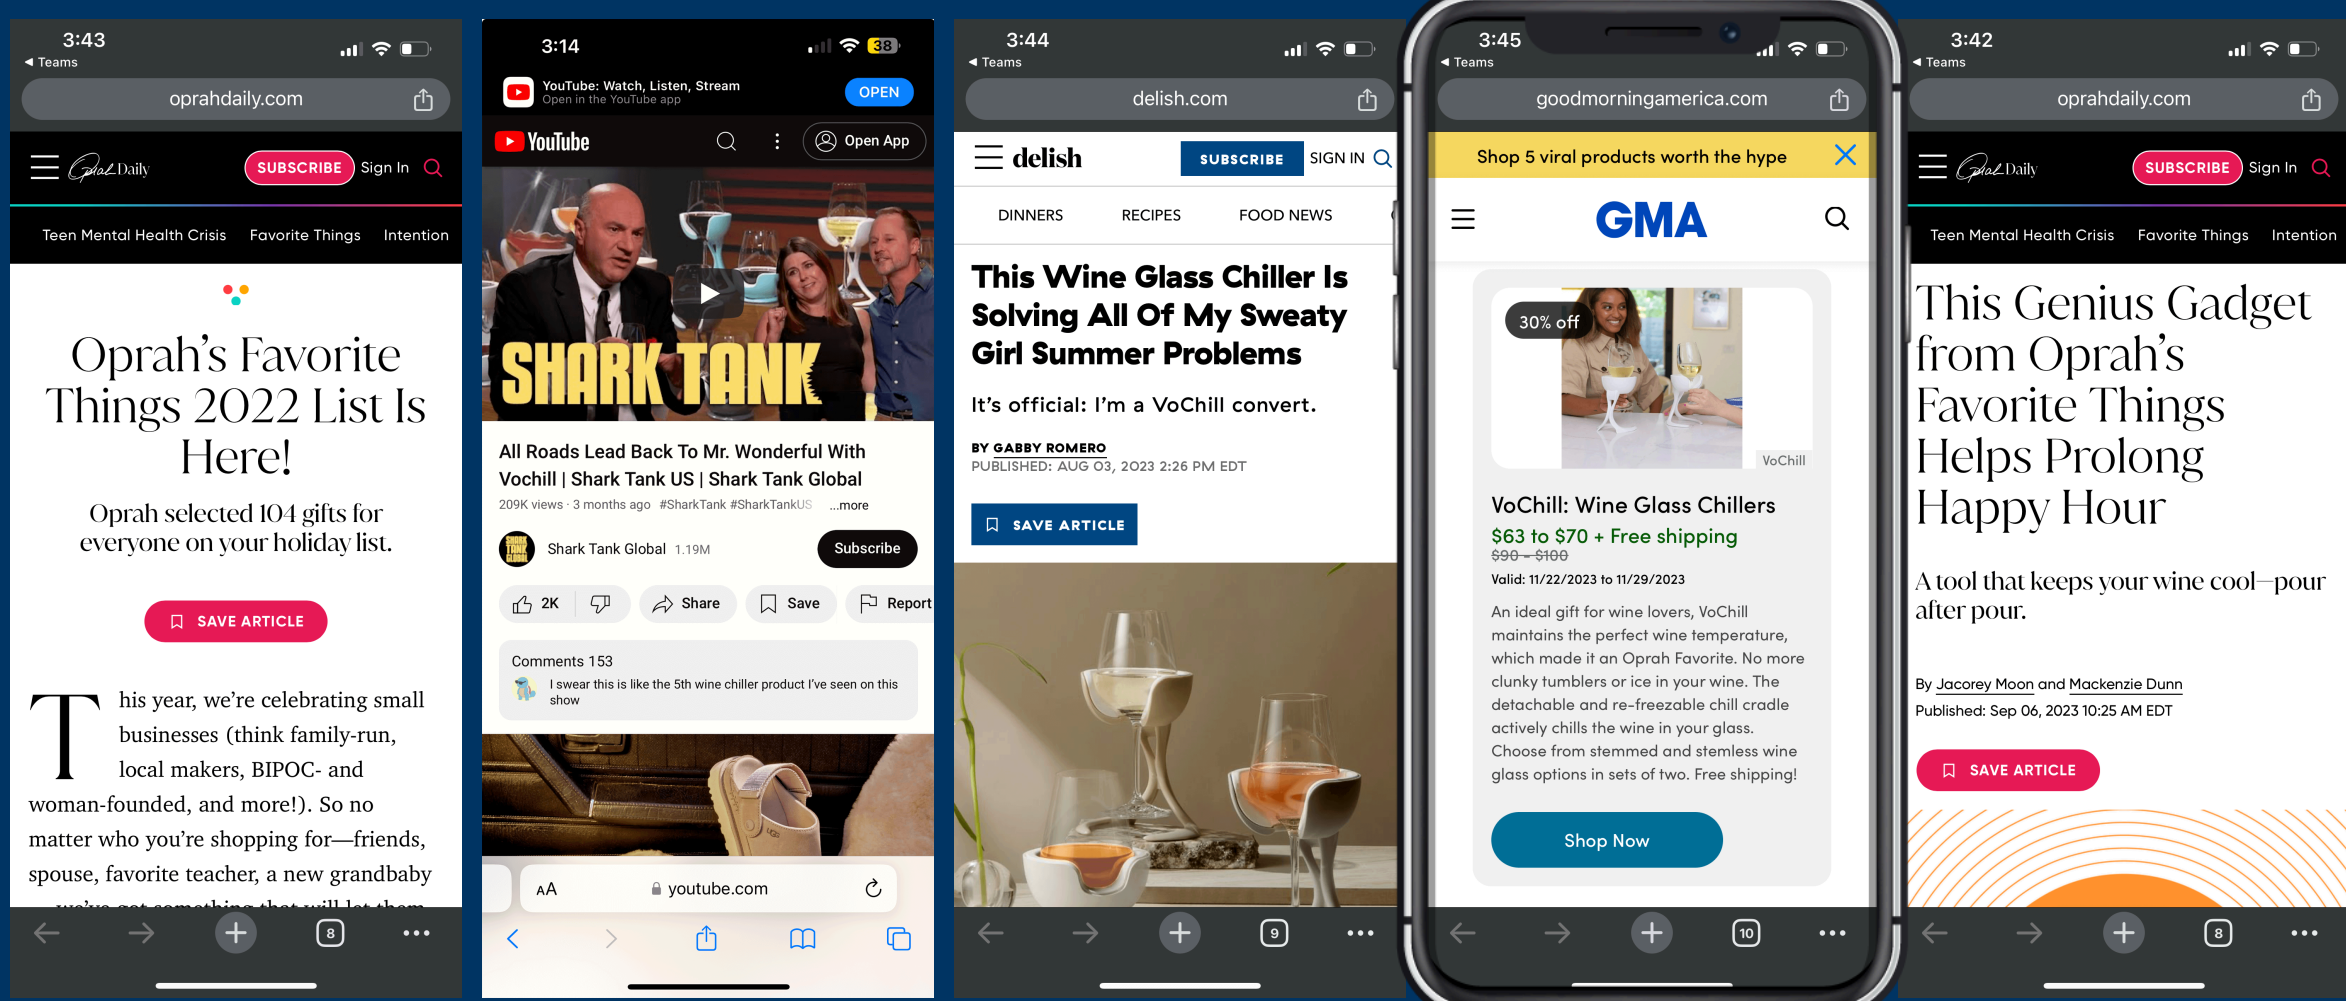 3:43
◀ Teams
oprahdaily.com
Oprah Daily
SUBSCRIBE
Sign In
Teen Mental Health Crisis
Favorite Things
Intention
Oprah's Favorite
Things 2022 List Is
Here!
Oprah selected 104 gifts for
everyone on your holiday list.
SAVE ARTICLE
This year, we're celebrating small
businesses (think family-run,
local makers, BIPOC- and
woman-founded, and more!). So no
matter who you're shopping for—friends,
spouse, favorite teacher, a new grandbaby
—we've got something that will let them
8
3:14
38
YouTube: Watch, Listen, Stream
Open in the YouTube app
OPEN
YouTube
Open App
SHARK TANK
All Roads Lead Back To Mr. Wonderful With
Vochill | Shark Tank US | Shark Tank Global
209K views · 3 months ago #SharkTank #SharkTankUS ...more
SHARK TANK GLOBAL
Shark Tank Global 1.19M
Subscribe
2K
Share
Save
Report
Comments 153
I swear this is like the 5th wine chiller product I've seen on this
show
UGG
AA
youtube.com
3:44
◀ Teams
delish.com
delish
SUBSCRIBE
SIGN IN
DINNERS
RECIPES
FOOD NEWS
This Wine Glass Chiller Is
Solving All Of My Sweaty
Girl Summer Problems
It's official: I'm a VoChill convert.
BY GABBY ROMERO
PUBLISHED: AUG 03, 2023 2:26 PM EDT
SAVE ARTICLE
9
3:45
◀ Teams
goodmorningamerica.com
Shop 5 viral products worth the hype
GMA
30% off
VoChill
VoChill: Wine Glass Chillers
$63 to $70 + Free shipping
$90 - $100
Valid: 11/22/2023 to 11/29/2023
An ideal gift for wine lovers, VoChill
maintains the perfect wine temperature,
which made it an Oprah Favorite. No more
clunky tumblers or ice in your wine. The
detachable and re-freezable chill cradle
actively chills the wine in your glass.
Choose from stemmed and stemless wine
glass options in sets of two. Free shipping!
Shop Now
10
3:42
◀ Teams
oprahdaily.com
Oprah Daily
SUBSCRIBE
Sign In
Teen Mental Health Crisis
Favorite Things
Intention
This Genius Gadget
from Oprah's
Favorite Things
Helps Prolong
Happy Hour
A tool that keeps your wine cool—pour
after pour.
By Jacorey Moon and Mackenzie Dunn
Published: Sep 06, 2023 10:25 AM EDT
SAVE ARTICLE
8